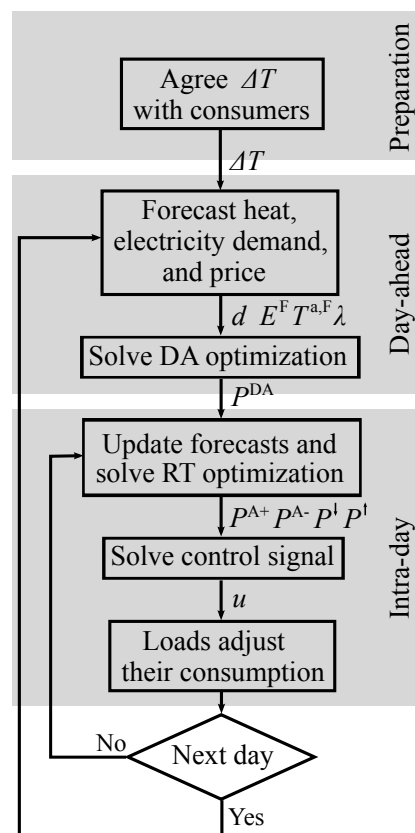 Preparation
Agree ΔT
with consumers
ΔT
Day-ahead
Forecast heat,
electricity demand,
and price
d E^F T^a,F λ
Solve DA optimization
P^DA
Intra-day
Update forecasts and
solve RT optimization
P^A+ P^A- P^⭣ P^⭡
Solve control signal
u
Loads adjust
their consumption
No
Next day
Yes